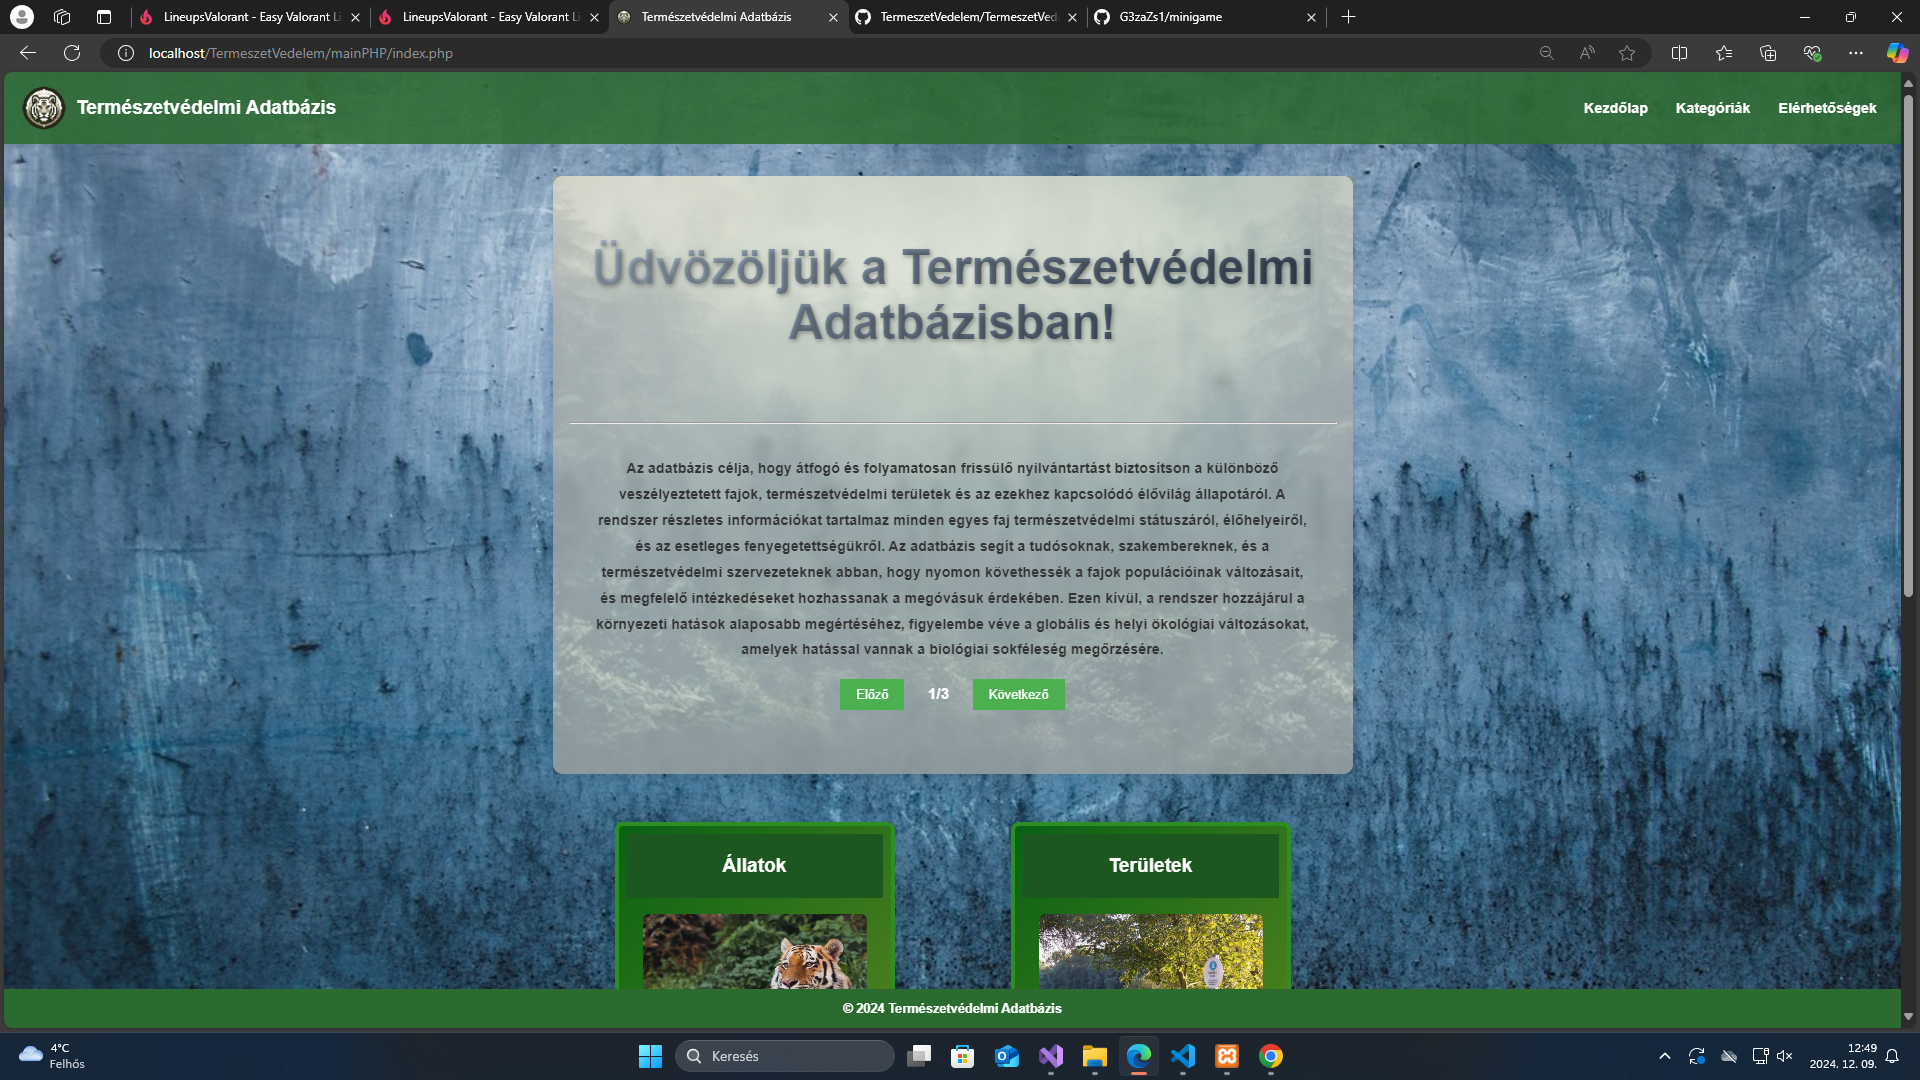 LineupsValorant - Easy Valorant Li
LineupsValorant - Easy Valorant Li
Természetvédelmi Adatbázis
TermeszetVedelem/TermeszetVed
G3zaZs1/minigame
localhost/TermeszetVedelem/mainPHP/index.php
Természetvédelmi Adatbázis
Kezdőlap
Kategóriák
Elérhetőségek
Üdvözöljük a Természetvédelmi
Adatbázisban!
Az adatbázis célja, hogy átfogó és folyamatosan frissülő nyilvántartást biztosítson a különböző
veszélyeztetett fajok, természetvédelmi területek és az ezekhez kapcsolódó élővilág állapotáról. A
rendszer részletes információkat tartalmaz minden egyes faj természetvédelmi státuszáról, élőhelyeiről,
és az esetleges fenyegetettségükről. Az adatbázis segít a tudósoknak, szakembereknek, és a
természetvédelmi szervezeteknek abban, hogy nyomon követhessék a fajok populációinak változásait,
és megfelelő intézkedéseket hozhassanak a megóvásuk érdekében. Ezen kívül, a rendszer hozzájárul a
környezeti hatások alaposabb megértéséhez, figyelembe véve a globális és helyi ökológiai változásokat,
amelyek hatással vannak a biológiai sokféleség megőrzésére.
Előző
1/3
Következő
Állatok
Területek
© 2024 Természetvédelmi Adatbázis
4°C
Felhős
Keresés
12:49
2024. 12. 09.